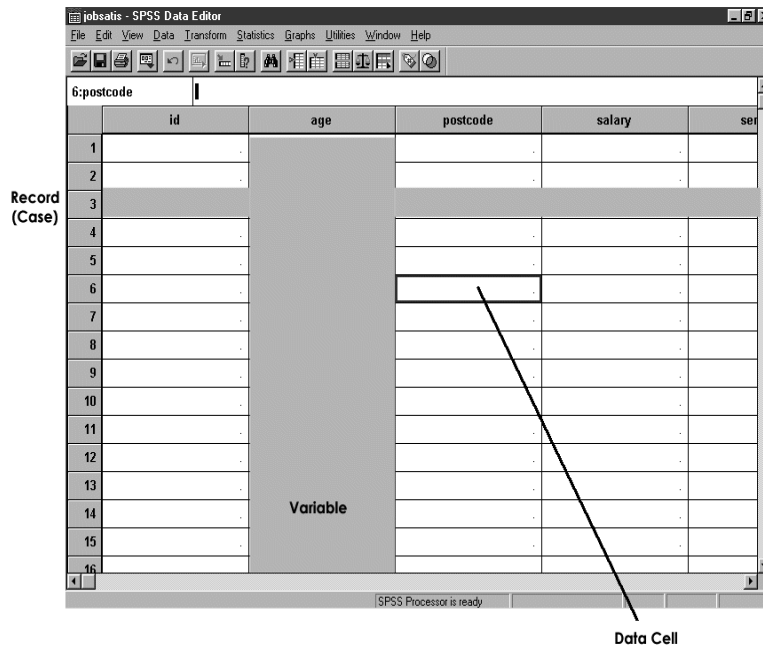 jobsatis - SPSS Data Editor
File Edit View Data Transform Statistics Graphs Utilities Window Help
6:postcode
id age postcode salary ser
1
2
Record
(Case)
3
4
5
6
7
8
9
10
11
12
13
14
Variable
15
16
SPSS Processor is ready
Data Cell